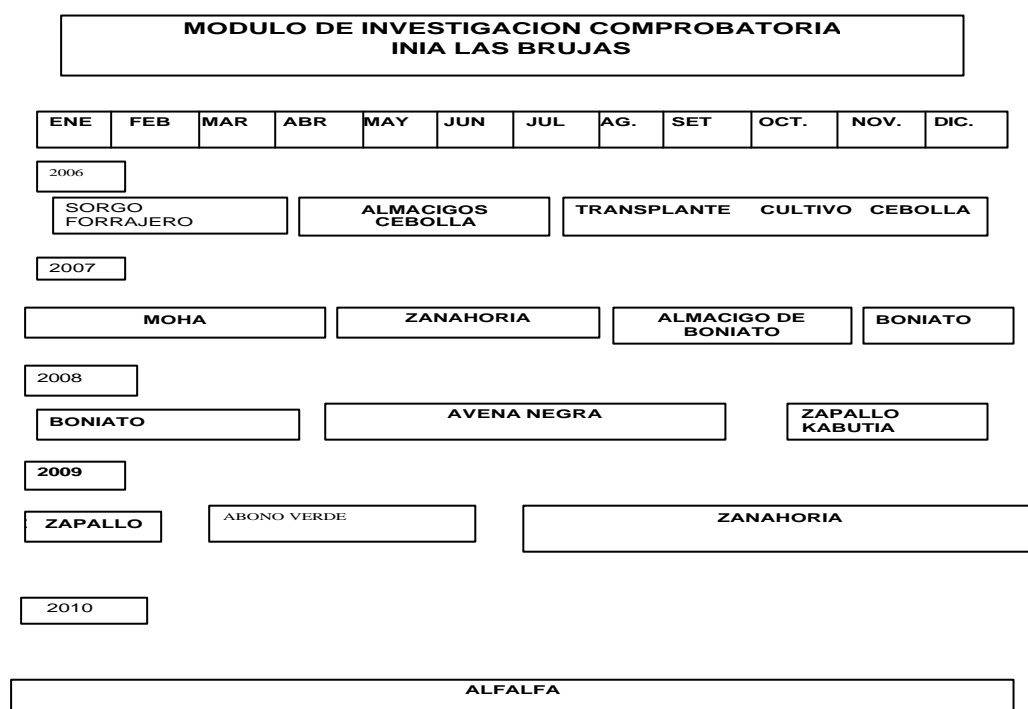 MODULO DE INVESTIGACION COMPROBATORIA
INIA LAS BRUJAS
ENE FEB MAR ABR MAY JUN JUL AG. SET OCT. NOV. DIC.
2006
SORGO
FORRAJERO
ALMACIGOS
CEBOLLA
TRANSPLANTE CULTIVO CEBOLLA
2007
MOHA
ZANAHORIA
ALMACIGO DE
BONIATO
BONIATO
2008
BONIATO
AVENA NEGRA
ZAPALLO
KABUTIA
2009
ZAPALLO
ABONO VERDE
ZANAHORIA
2010
ALFALFA